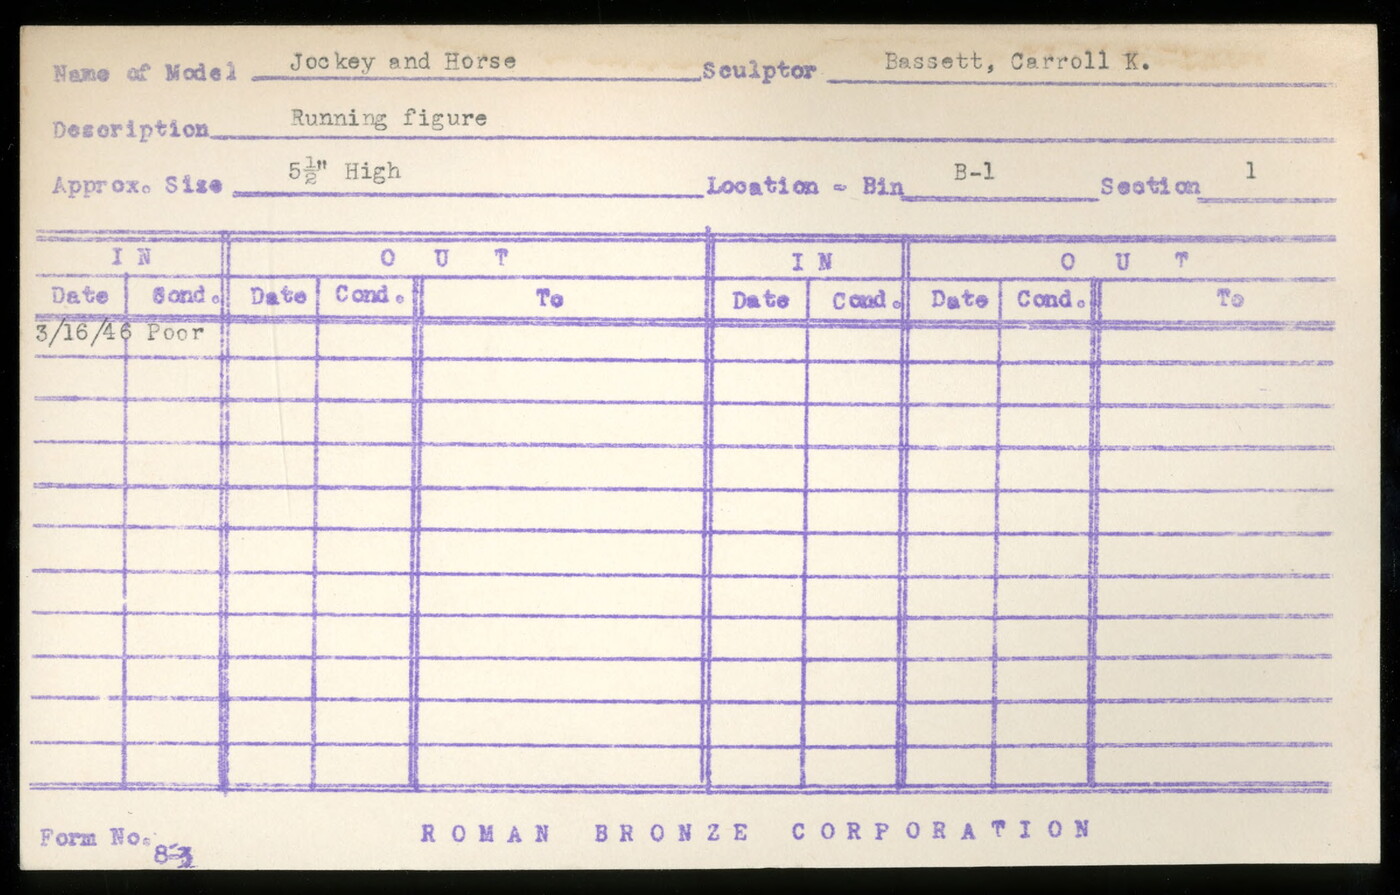 Name of Model Jockey and Horse Sculptor Bassett, Carroll K.
Description Running figure
Approx. Size 5½" High Location - Bin B-1 Section 1
IN OUT IN OUT
Date Cond. Date Cond. To Date Cond. Date Cond. To
3/16/46 Poor
Form No. ROMAN BRONZE CORPORATION